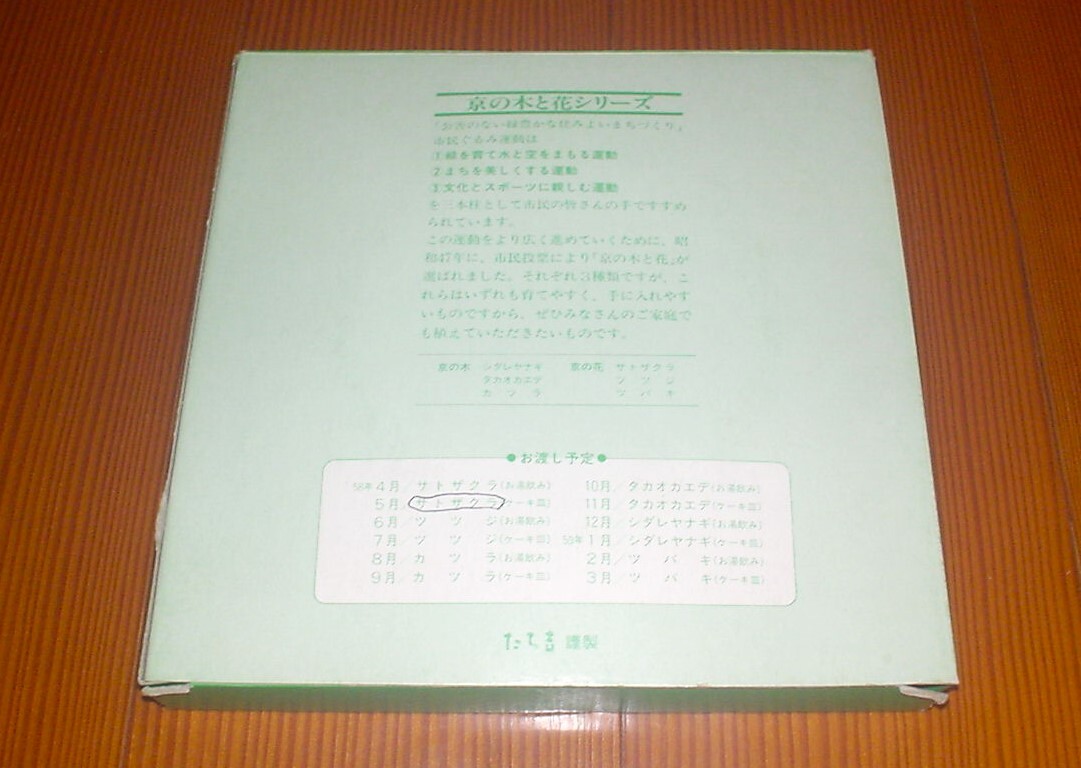 京の木と花シリーズ
「公害のない緑豊かな住みよいまちづくり」
市民ぐるみ運動は
①緑を育て水と空をまもる運動
②まちを美しくする運動
③文化とスポーツに親しむ運動
を三本柱として市民の皆さんの手ですすめ
られています。
この運動をより広く進めていくために、昭
和47年に、市民投票により『京の木と花』が
選ばれました。それぞれ3種類ですが、こ
れらはいずれも育てやすく、手に入れやす
いものですから、ぜひみなさんのご家庭で
も植えていただきたいものです。
京の木 シダレヤナギ 京の花 サトザクラ
タカオカエデ ツツジ
カツラ ツバキ
●お渡し予定●
58年4月/サトザクラ(お湯飲み)
5月/サトザクラ(ケーキ皿)
6月/ツツジ(お湯飲み)
7月/ツツジ(ケーキ皿)
8月/カツラ(お湯飲み)
9月/カツラ(ケーキ皿)
10月/タカオカエデ(お湯飲み)
11月/タカオカエデ(ケーキ皿)
12月/シダレヤナギ(お湯飲み)
59年1月/シダレヤナギ(ケーキ皿)
2月/ツバキ(お湯飲み)
3月/ツバキ(ケーキ皿)
たち吉 謹製